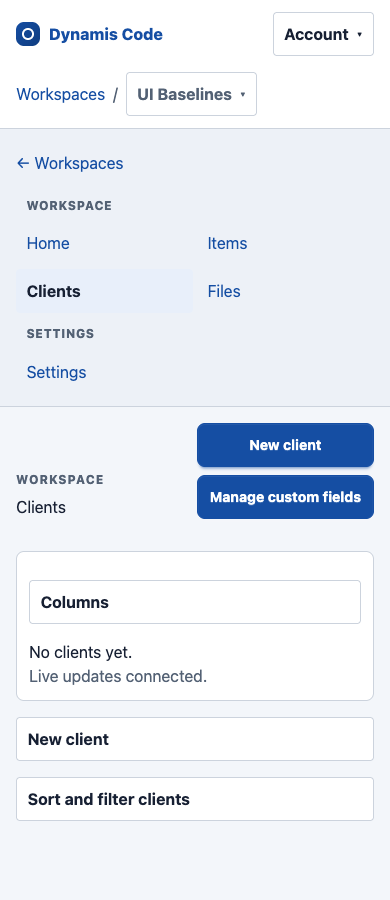 Dynamis Code
Account ▾
Workspaces / UI Baselines ▾
← Workspaces
WORKSPACE
Home
Items
Clients
Files
SETTINGS
Settings
New client
WORKSPACE
Clients
Manage custom fields
Columns
No clients yet.
Live updates connected.
New client
Sort and filter clients